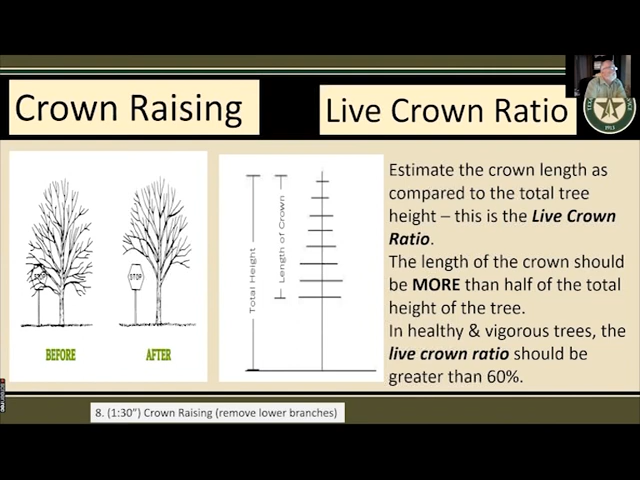 Crown Raising
Live Crown Ratio
1915
STOP
STOP
BEFORE
AFTER
Total Height
Length of Crown
Estimate the crown length as
compared to the total tree
height – this is the Live Crown
Ratio.
The length of the crown should
be MORE than half of the total
height of the tree.
In healthy & vigorous trees, the
live crown ratio should be
greater than 60%.
8. (1:30") Crown Raising (remove lower branches)